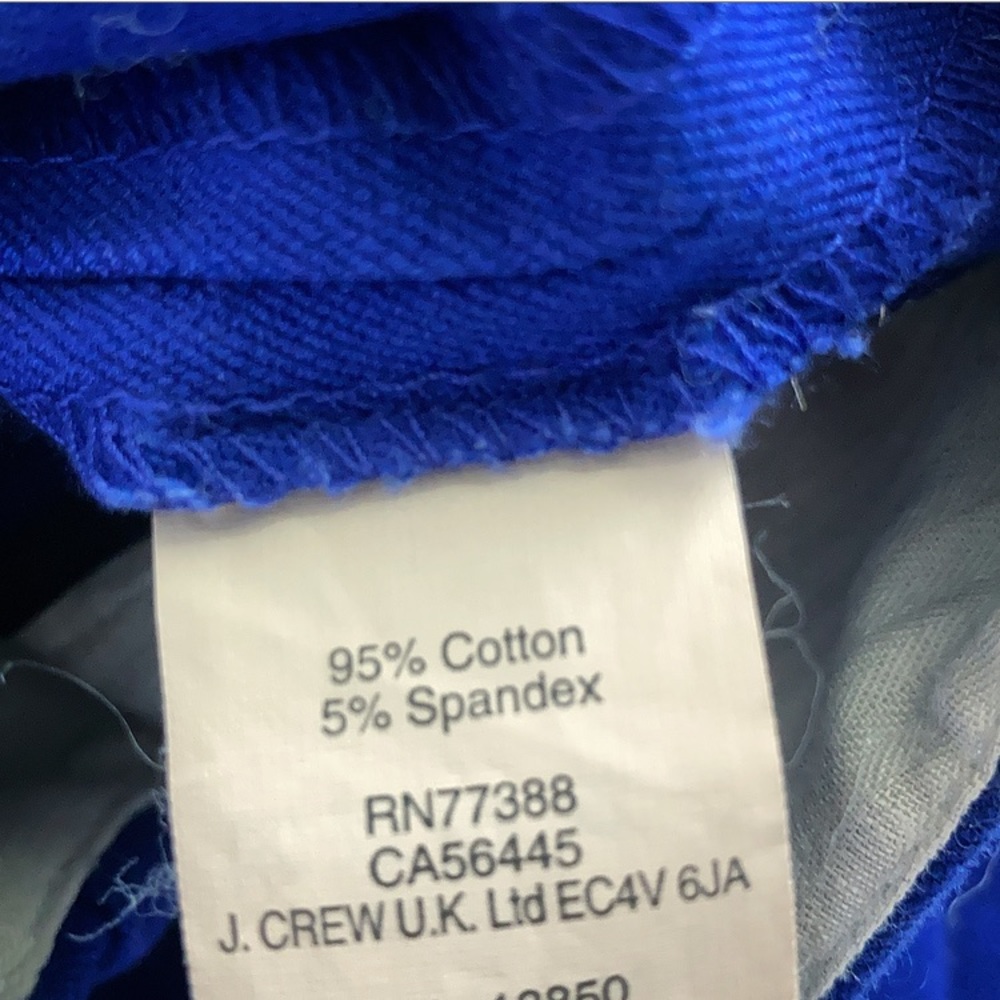 95% Cotton
5% Spandex
RN77388
CA56445
J. CREW U.K. Ltd EC4V 6JA